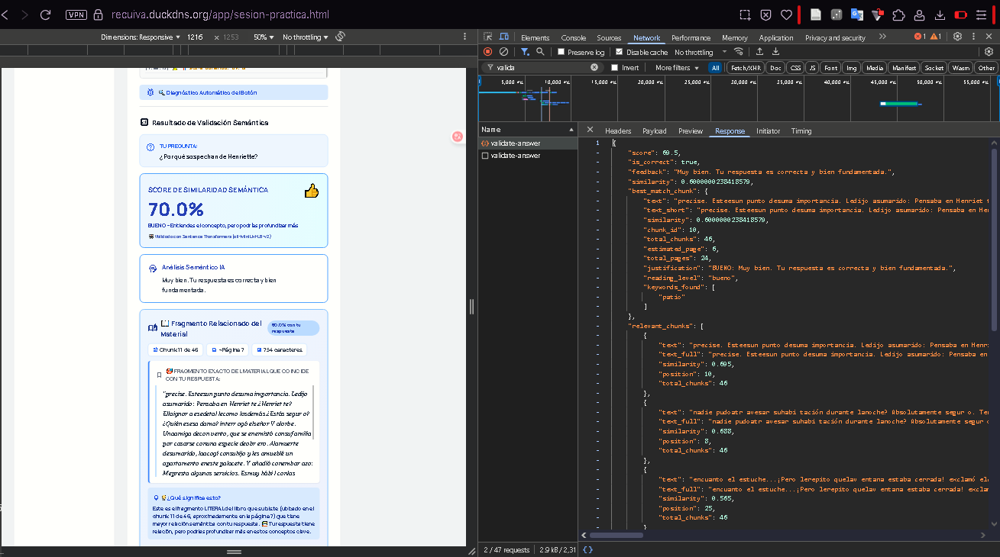 VPN recuiva.duckdns.org/app/sesion-practica.html
Dimensions: Responsive 1216 × 1253 50% No throttling
Diagnóstico Automático del Botón
Resultado de Validación Semántica
TU PREGUNTA:
¿Por qué sospechan de Henriette?
SCORE DE SIMILARIDAD SEMÁNTICA
70.0%
BUENO - Entiendes el concepto, pero podrías profundizar más
Validado con Sentence Transformers (all-MiniLM-L6-v2)
Análisis Semántico IA
Muy bien. Tu respuesta es correcta y bien
fundamentada.
Fragmento Relacionado del
Material
60.0% con tu
respuesta
Chunk 11 de 46
~Página 7
754 caracteres
FRAGMENTO EXACTO DEL MATERIAL QUE COINCIDE
CON TU RESPUESTA:
"precise. Esteesun punto desuma importancia. Ledijo
asumarido: Pensaba en Henriet te ¿Henriet te?
Ellaignor a esedetal lecomo losdemás ¿Estás segur o?
¿Quién esesa dama? interr ogó elseñor Y alorbe.
Unaamiga decon vento, que se enemistó consufamilia
por casarse conuna especie deobr ero. Alamuerte
desumarido, laacogí consuhijo y les amueblé un
apartamento eneste palacete. Y añadió conembar azo:
Mepresta algunos servicios. Esmuy hábi l conlas
¿Qué significa esto?
Este es el fragmento LITERAL del libro que subiste (ubicado en el
chunk 11 de 46, aproximadamente en la página 7) que tiene
mayor relación semántica con tu respuesta. Tu respuesta tiene
relación, pero podrías profundizar más en estos conceptos clave.
Elements Console Sources Network Performance Memory Application Privacy and security 1 1
Preserve log Disable cache No throttling
valida Invert More filters All Fetch/XHR Doc CSS JS Font Img Media Manifest Socket Wasm Other
5,000 ms 10,000 ms 15,000 ms 20,000 ms 25,000 ms 30,000 ms 35,000 ms 40,000 ms 45,000 ms 50,000 ms 55,000 ms
Name
validate-answer
validate-answer
Headers Payload Preview Response Initiator Timing
1 {
"score": 69.5,
"is_correct": true,
"feedback": "Muy bien. Tu respuesta es correcta y bien fundamentada.",
"similarity": 0.6000000238418579,
"best_match_chunk": {
"text": "precise. Esteesun punto desuma importancia. Ledijo asumarido: Pensaba en Henriet t
"text_short": "precise. Esteesun punto desuma importancia. Ledijo asumarido: Pensaba en Hen
"similarity": 0.6000000238418579,
"chunk_id": 10,
"total_chunks": 46,
"estimated_page": 6,
"total_pages": 24,
"justification": "BUENO: Muy bien. Tu respuesta es correcta y bien fundamentada.",
"reading_level": "bueno",
"keywords_found": [
"patio"
]
},
"relevant_chunks": [
{
"text": "precise. Esteesun punto desuma importancia. Ledijo asumarido: Pensaba en Henri
"text_full": "precise. Esteesun punto desuma importancia. Ledijo asumarido: Pensaba en
"similarity": 0.695,
"position": 10,
"total_chunks": 46
},
{
"text": "nadie pudoatr avesar suhabi tación durante lanoche? Absolutamente segur o. Te
"text_full": "nadie pudoatr avesar suhabi tación durante lanoche? Absolutamente segur o
"similarity": 0.688,
"position": 8,
"total_chunks": 46
},
{
"text": "encuanto el estuche...¡Pero lerepito quelav entana estaba cerrada! exclamó el
"text_full": "encuanto el estuche...¡Pero lerepito quelav entana estaba cerrada! exclam
"similarity": 0.565,
"position": 25,
"total_chunks": 46
}
2 / 47 requests 2.9 kB / 2,31
{}